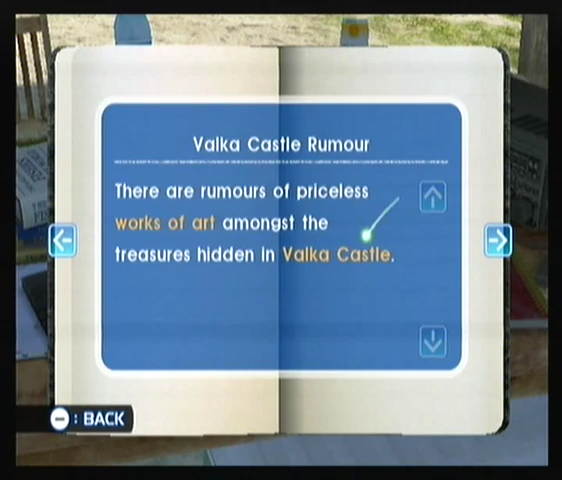 Valka Castle Rumour
There are rumours of priceless
works of art amongst the
treasures hidden in Valka Castle.
- : BACK